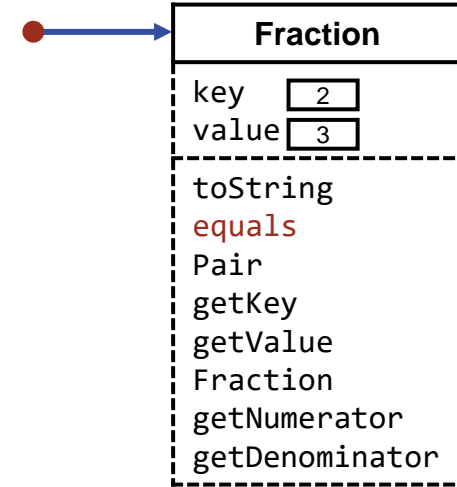 Fraction
key 2
value 3
toString
equals
Pair
getKey
getValue
Fraction
getNumerator
getDenominator